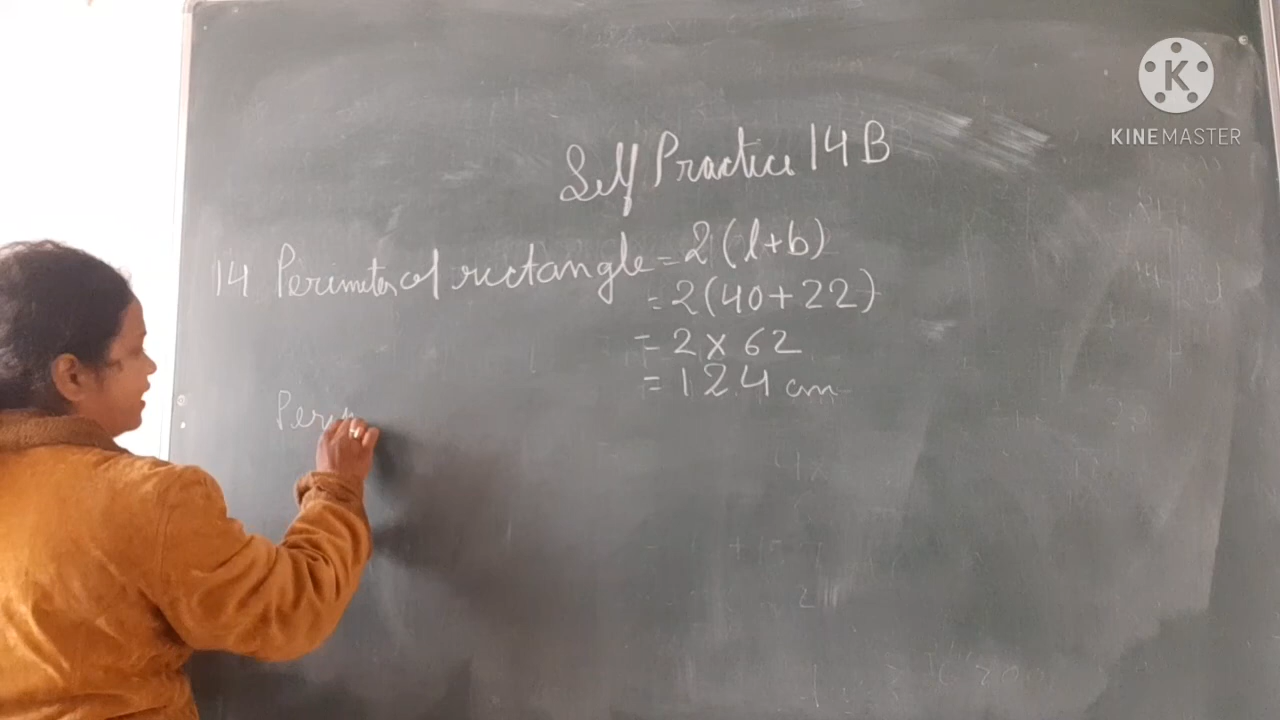 K
KINEMASTER
Self Practice 14B
14 Perimeter of rectangle = 2(l+b)
= 2(40+22)
= 2 × 62
= 124 cm
Peri